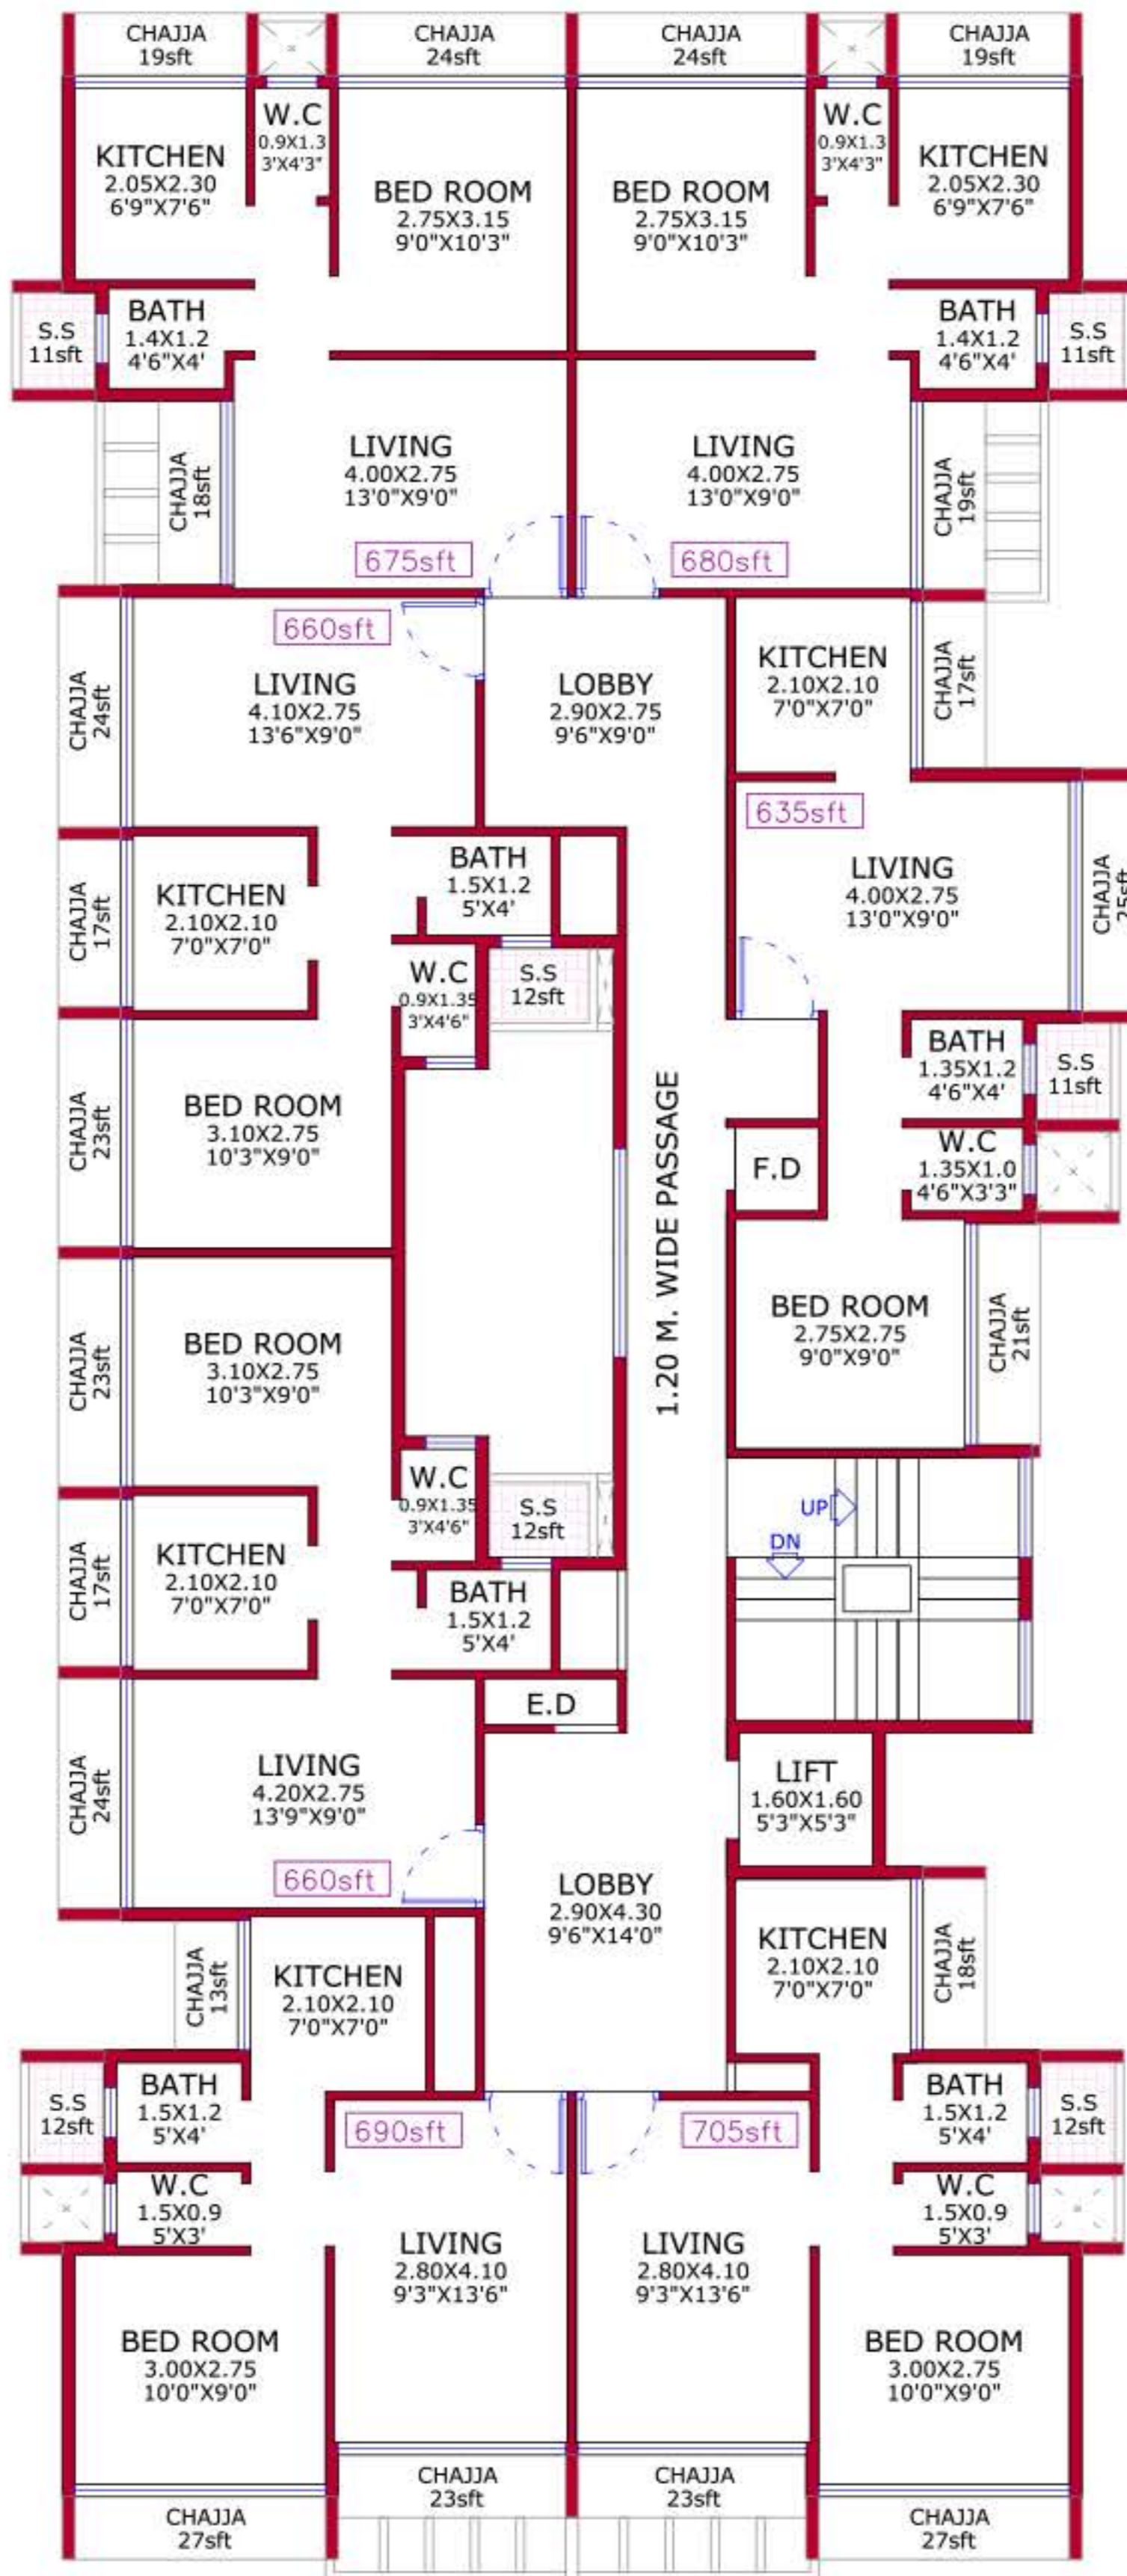 CHAJJA
19sft
CHAJJA
24sft
CHAJJA
24sft
CHAJJA
19sft
KITCHEN
2.05X2.30
6'9"X7'6"
W.C
0.9X1.3
3'X4'3"
BED ROOM
2.75X3.15
9'0"X10'3"
BED ROOM
2.75X3.15
9'0"X10'3"
W.C
0.9X1.3
3'X4'3"
KITCHEN
2.05X2.30
6'9"X7'6"
S.S
11sft
BATH
1.4X1.2
4'6"X4'
BATH
1.4X1.2
4'6"X4'
S.S
11sft
CHAJJA
18sft
LIVING
4.00X2.75
13'0"X9'0"
LIVING
4.00X2.75
13'0"X9'0"
CHAJJA
19sft
675sft
680sft
660sft
CHAJJA
24sft
LIVING
4.10X2.75
13'6"X9'0"
LOBBY
2.90X2.75
9'6"X9'0"
KITCHEN
2.10X2.10
7'0"X7'0"
CHAJJA
17sft
635sft
LIVING
4.00X2.75
13'0"X9'0"
CHAJJA
25sft
CHAJJA
17sft
KITCHEN
2.10X2.10
7'0"X7'0"
BATH
1.5X1.2
5'X4'
W.C
0.9X1.35
3'X4'6"
S.S
12sft
BATH
1.35X1.2
4'6"X4'
S.S
11sft
CHAJJA
23sft
BED ROOM
3.10X2.75
10'3"X9'0"
1.20 M. WIDE PASSAGE
F.D
W.C
1.35X1.0
4'6"X3'3"
BED ROOM
2.75X2.75
9'0"X9'0"
CHAJJA
21sft
CHAJJA
23sft
BED ROOM
3.10X2.75
10'3"X9'0"
W.C
0.9X1.35
3'X4'6"
S.S
12sft
UP
DN
CHAJJA
17sft
KITCHEN
2.10X2.10
7'0"X7'0"
BATH
1.5X1.2
5'X4'
E.D
CHAJJA
24sft
LIVING
4.20X2.75
13'9"X9'0"
LIFT
1.60X1.60
5'3"X5'3"
660sft
LOBBY
2.90X4.30
9'6"X14'0"
CHAJJA
13sft
KITCHEN
2.10X2.10
7'0"X7'0"
KITCHEN
2.10X2.10
7'0"X7'0"
CHAJJA
18sft
S.S
12sft
BATH
1.5X1.2
5'X4'
690sft
705sft
BATH
1.5X1.2
5'X4'
S.S
12sft
W.C
1.5X0.9
5'X3'
W.C
1.5X0.9
5'X3'
LIVING
2.80X4.10
9'3"X13'6"
LIVING
2.80X4.10
9'3"X13'6"
BED ROOM
3.00X2.75
10'0"X9'0"
BED ROOM
3.00X2.75
10'0"X9'0"
CHAJJA
23sft
CHAJJA
23sft
CHAJJA
27sft
CHAJJA
27sft